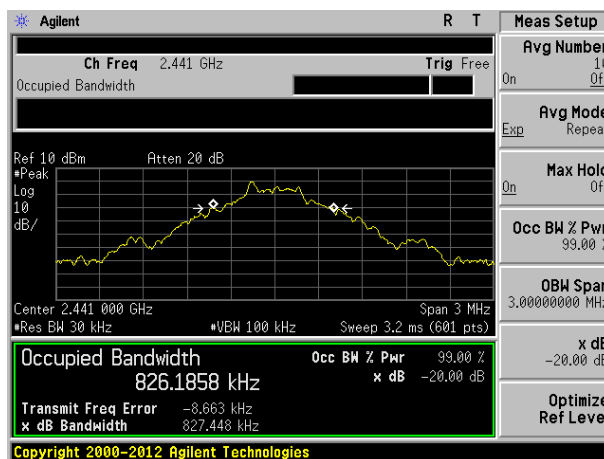 Agilent R T
Ch Freq 2.441 GHz Trig Free
Occupied Bandwidth
Ref 10 dBm Atten 20 dB
#Peak
Log
10
dB/
Center 2.441 000 GHz Span 3 MHz
#Res BW 30 kHz #VBW 100 kHz Sweep 3.2 ms (601 pts)
Occupied Bandwidth
826.1858 kHz
Occ BW % Pwr 99.00 %
x dB -20.00 dB
Transmit Freq Error -8.663 kHz
x dB Bandwidth 827.448 kHz
Copyright 2000-2012 Agilent Technologies
Meas Setup
Avg Number
10
On Of
Avg Mode
Exp Repea
Max Hold
On Of
Occ BW % Pwr
99.00 %
OBW Span
3.00000000 MHz
x dB
-20.00 dB
Optimize
Ref Leve